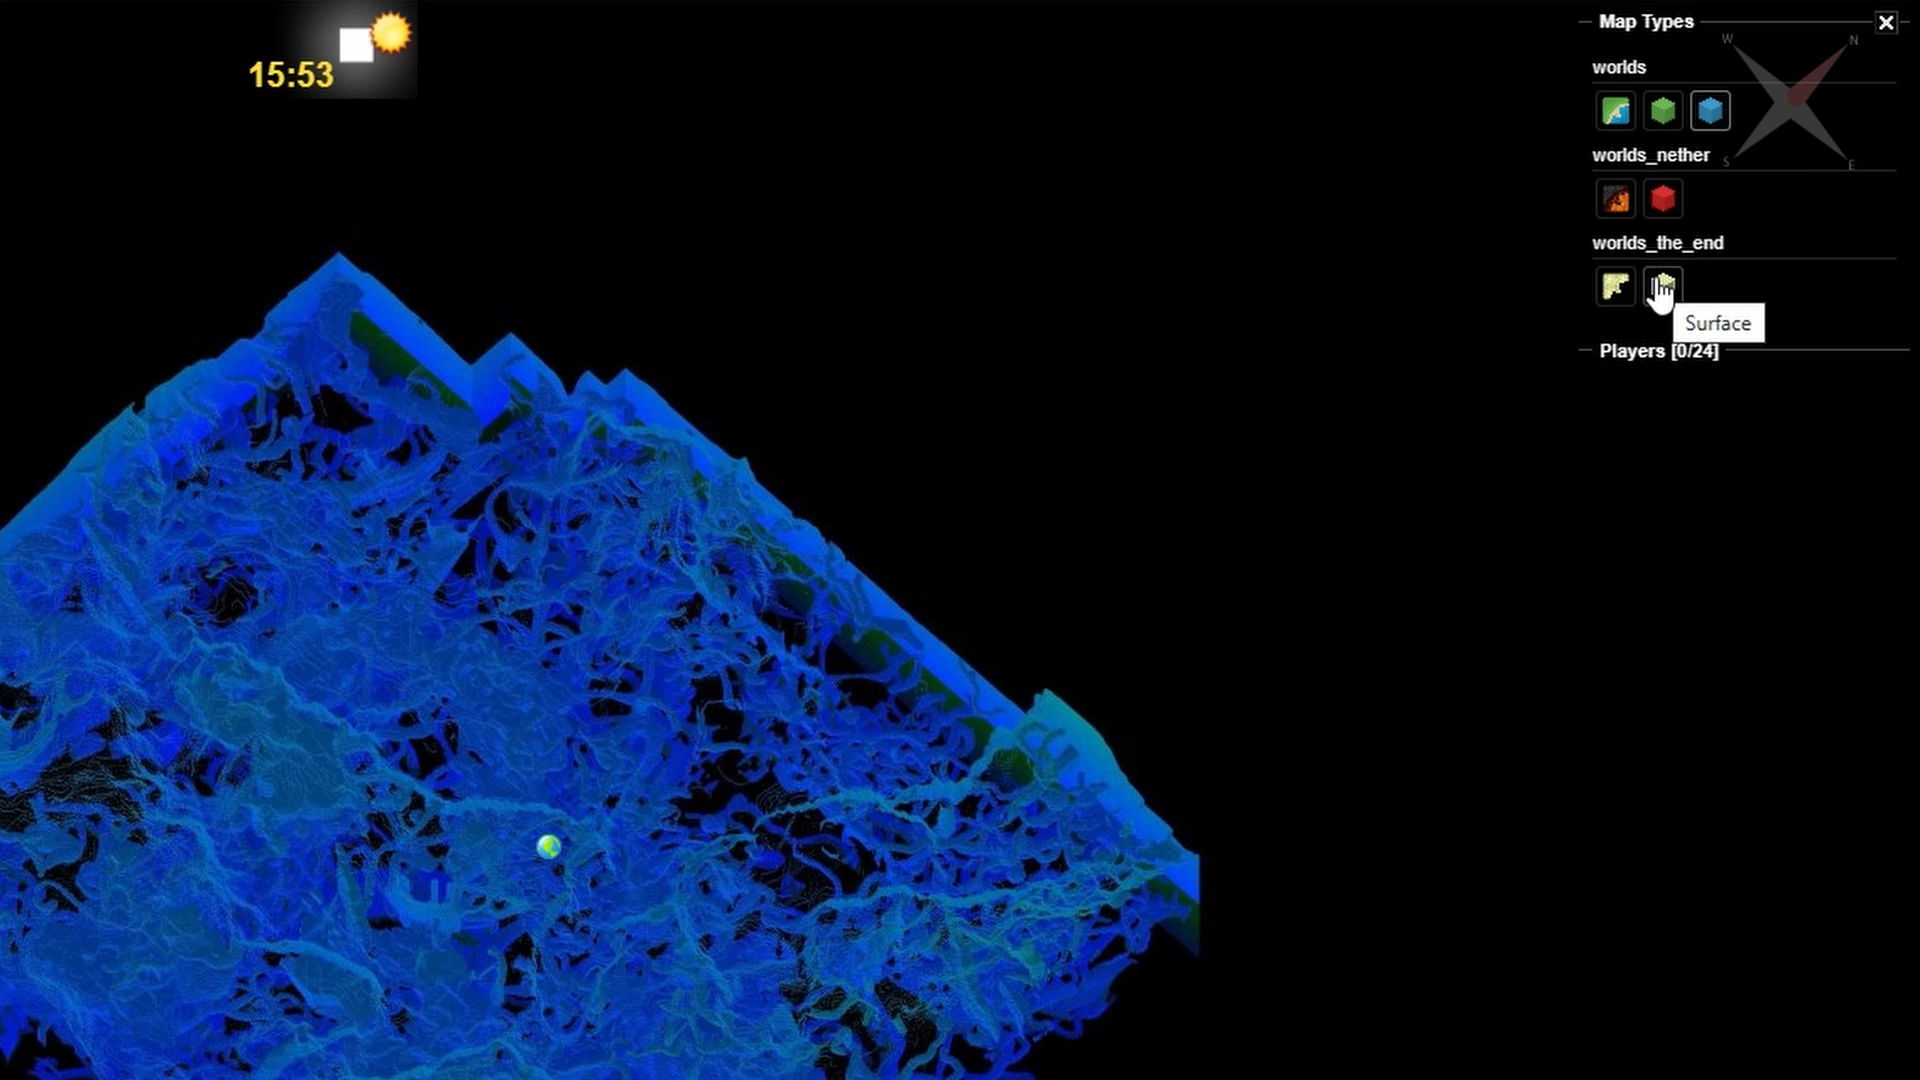 15:53
Map Types
W
N
worlds
worlds_nether
S
E
worlds_the_end
Surface
Players [0/24]